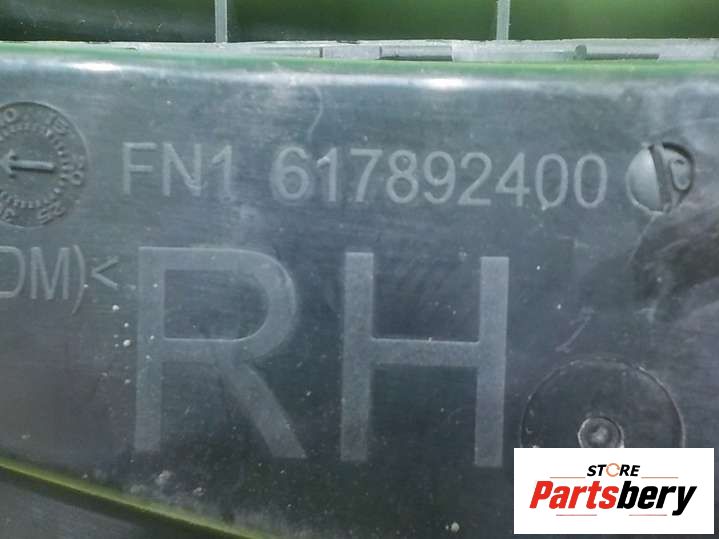 FN1 617892400
DM)<
RH
STORE
Partsbery